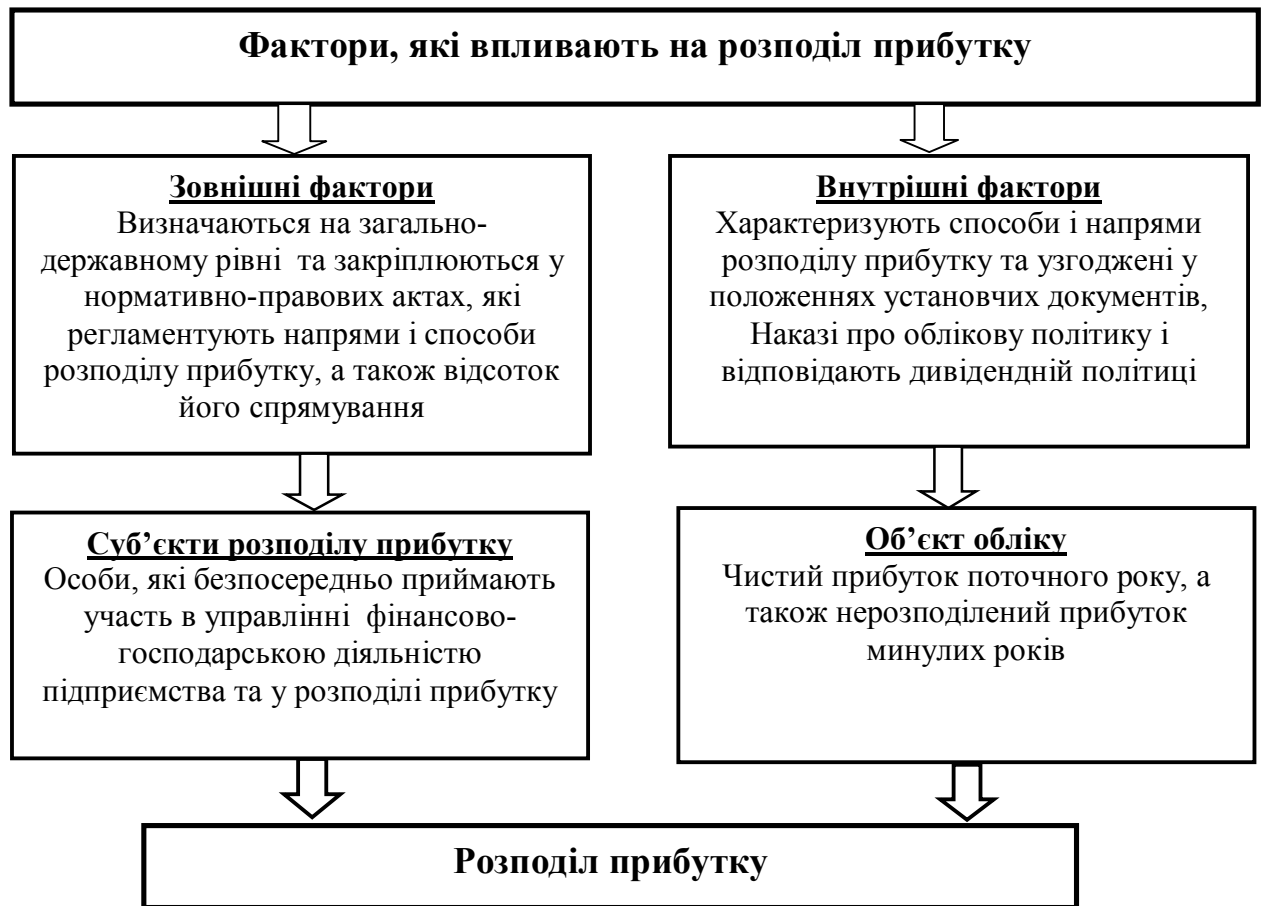 Фактори, які впливають на розподіл прибутку
Зовнішні фактори
Визначаються на загально-
державному рівні та закріплюються у
нормативно-правових актах, які
регламентують напрями і способи
розподілу прибутку, а також відсоток
його спрямування
Внутрішні фактори
Характеризують способи і напрями
розподілу прибутку та узгоджені у
положеннях установчих документів,
Наказі про облікову політику і
відповідають дивідендній політиці
Суб’єкти розподілу прибутку
Особи, які безпосередньо приймають
участь в управлінні фінансово-
господарською діяльністю
підприємства та у розподілі прибутку
Об’єкт обліку
Чистий прибуток поточного року, а
також нерозподілений прибуток
минулих років
Розподіл прибутку